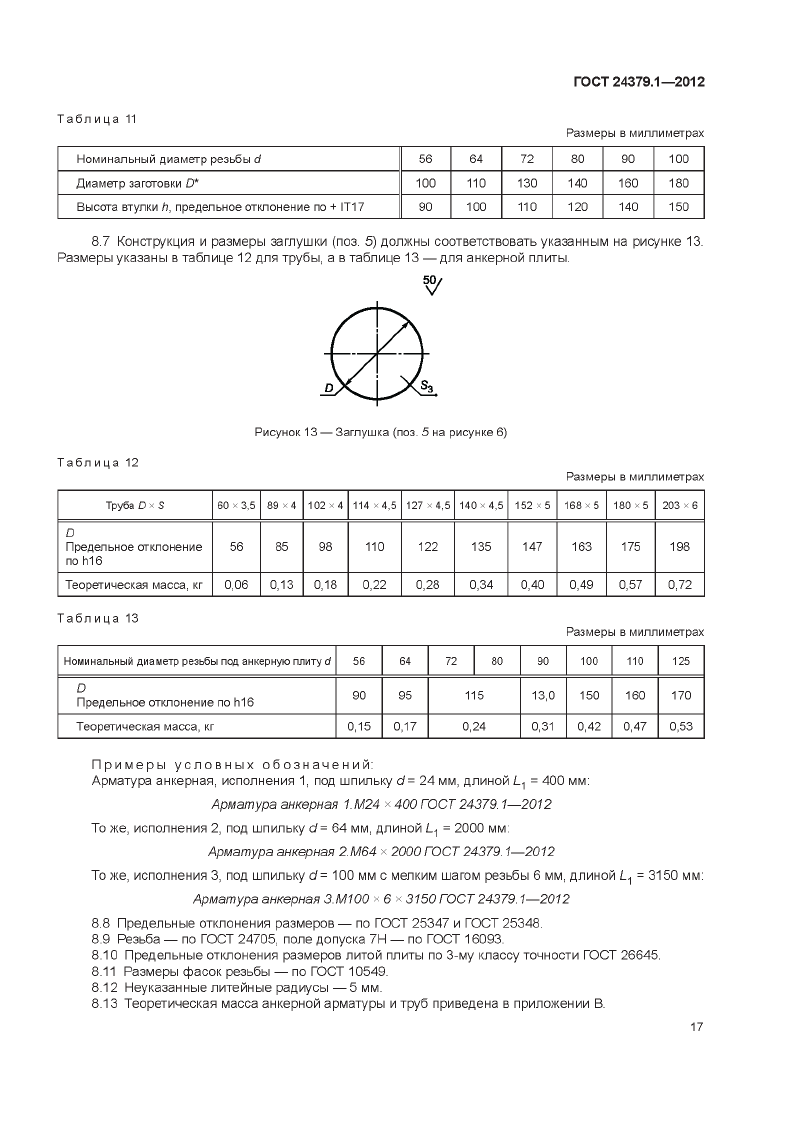 ГОСТ 24379.1—2012
Таблица 11
Размеры в миллиметрах
Номинальный диаметр резьбы d 56 64 72 80 90 100
Диаметр заготовки D* 100 110 130 140 160 180
Высота втулки h, предельное отклонение по + IT17 90 100 110 120 140 150
8.7 Конструкция и размеры заглушки (поз. 5) должны соответствовать указанным на рисунке 13.
Размеры указаны в таблице 12 для трубы, а в таблице 13 — для анкерной плиты.
50
D
S3
Рисунок 13 — Заглушка (поз. 5 на рисунке 6)
Таблица 12
Размеры в миллиметрах
Труба D × S 60 × 3,5 89 × 4 102 × 4 114 × 4,5 127 × 4,5 140 × 4,5 152 × 5 168 × 5 180 × 5 203 × 6
D
Предельное отклонение 56 85 98 110 122 135 147 163 175 198
по h16
Теоретическая масса, кг 0,06 0,13 0,18 0,22 0,28 0,34 0,40 0,49 0,57 0,72
Таблица 13
Размеры в миллиметрах
Номинальный диаметр резьбы под анкерную плиту d 56 64 72 80 90 100 110 125
D
Предельное отклонение по h16 90 95 115 13,0 150 160 170
Теоретическая масса, кг 0,15 0,17 0,24 0,31 0,42 0,47 0,53
Примеры условных обозначений:
Арматура анкерная, исполнения 1, под шпильку d = 24 мм, длиной L1 = 400 мм:
Арматура анкерная 1.М24 × 400 ГОСТ 24379.1—2012
То же, исполнения 2, под шпильку d = 64 мм, длиной L1 = 2000 мм:
Арматура анкерная 2.М64 × 2000 ГОСТ 24379.1—2012
То же, исполнения 3, под шпильку d = 100 мм с мелким шагом резьбы 6 мм, длиной L1 = 3150 мм:
Арматура анкерная 3.М100 × 6 × 3150 ГОСТ 24379.1—2012
8.8 Предельные отклонения размеров — по ГОСТ 25347 и ГОСТ 25348.
8.9 Резьба — по ГОСТ 24705, поле допуска 7Н — по ГОСТ 16093.
8.10 Предельные отклонения размеров литой плиты по 3-му классу точности ГОСТ 26645.
8.11 Размеры фасок резьбы — по ГОСТ 10549.
8.12 Неуказанные литейные радиусы — 5 мм.
8.13 Теоретическая масса анкерной арматуры и труб приведена в приложении В.
17